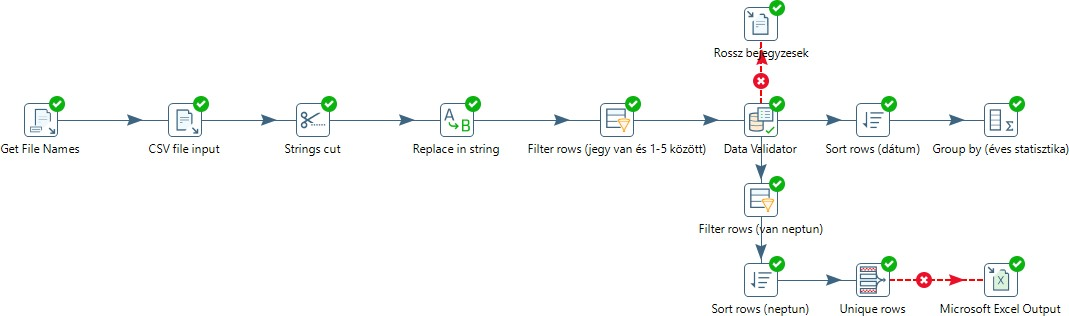 Rossz bejegyzesek
Get File Names
CSV file input
Strings cut
A
B
Replace in string
Filter rows (jegy van és 1-5 között)
Data Validator
Sort rows (dátum)
Σ
Group by (éves statisztika)
Filter rows (van neptun)
Sort rows (neptun)
Unique rows
X
Microsoft Excel Output